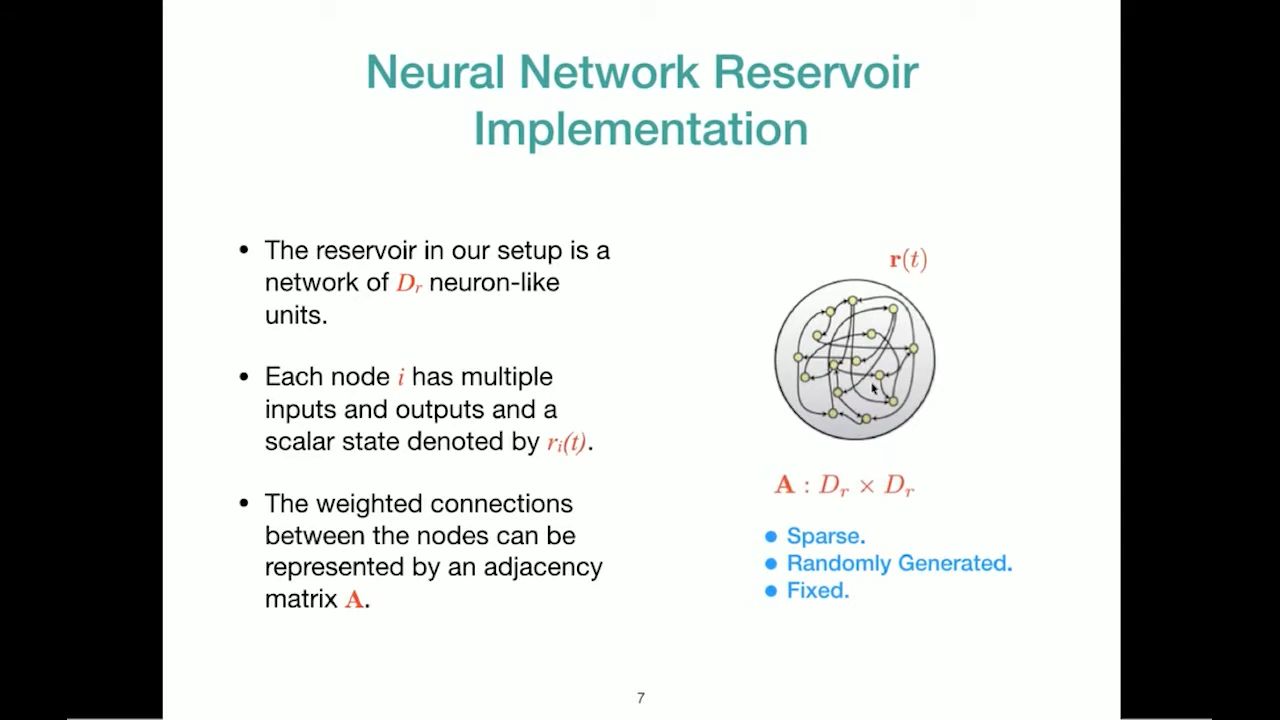 Neural Network Reservoir
Implementation
• The reservoir in our setup is a
network of Dᵣ neuron-like
units.
• Each node i has multiple
inputs and outputs and a
scalar state denoted by rᵢ(t).
• The weighted connections
between the nodes can be
represented by an adjacency
matrix A.
r(t)
A : Dᵣ × Dᵣ
• Sparse.
• Randomly Generated.
• Fixed.
7